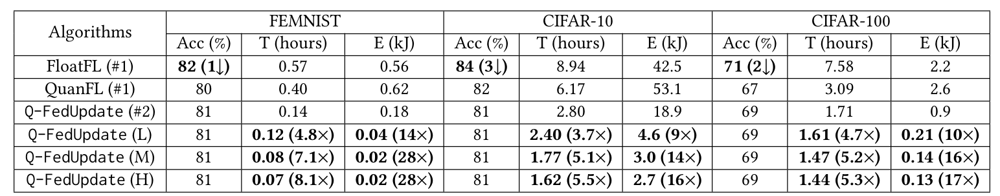 Algorithms FEMNIST CIFAR-10 CIFAR-100
Acc (%) T (hours) E (kJ) Acc (%) T (hours) E (kJ) Acc (%) T (hours) E (kJ)
FloatFL (#1) 82 (1↓) 0.57 0.56 84 (3↓) 8.94 42.5 71 (2↓) 7.58 2.2
QuanFL (#1) 80 0.40 0.62 82 6.17 53.1 67 3.09 2.6
Q-FedUpdate (#2) 81 0.14 0.18 81 2.80 18.9 69 1.71 0.9
Q-FedUpdate (L) 81 0.12 (4.8×) 0.04 (14×) 81 2.40 (3.7×) 4.6 (9×) 69 1.61 (4.7×) 0.21 (10×)
Q-FedUpdate (M) 81 0.08 (7.1×) 0.02 (28×) 81 1.77 (5.1×) 3.0 (14×) 69 1.47 (5.2×) 0.14 (16×)
Q-FedUpdate (H) 81 0.07 (8.1×) 0.02 (28×) 81 1.62 (5.5×) 2.7 (16×) 69 1.44 (5.3×) 0.13 (17×)